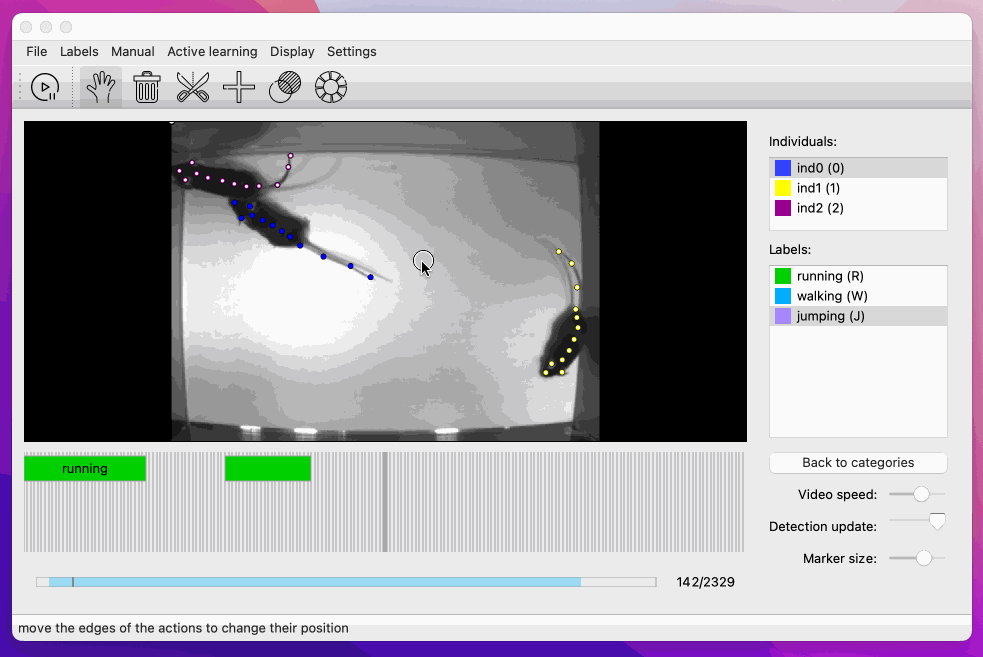 File Labels Manual Active learning Display Settings
Individuals:
ind0 (0)
ind1 (1)
ind2 (2)
Labels:
running (R)
walking (W)
jumping (J)
Back to categories
running
Video speed:
Detection update:
Marker size:
142/2329
move the edges of the actions to change their position